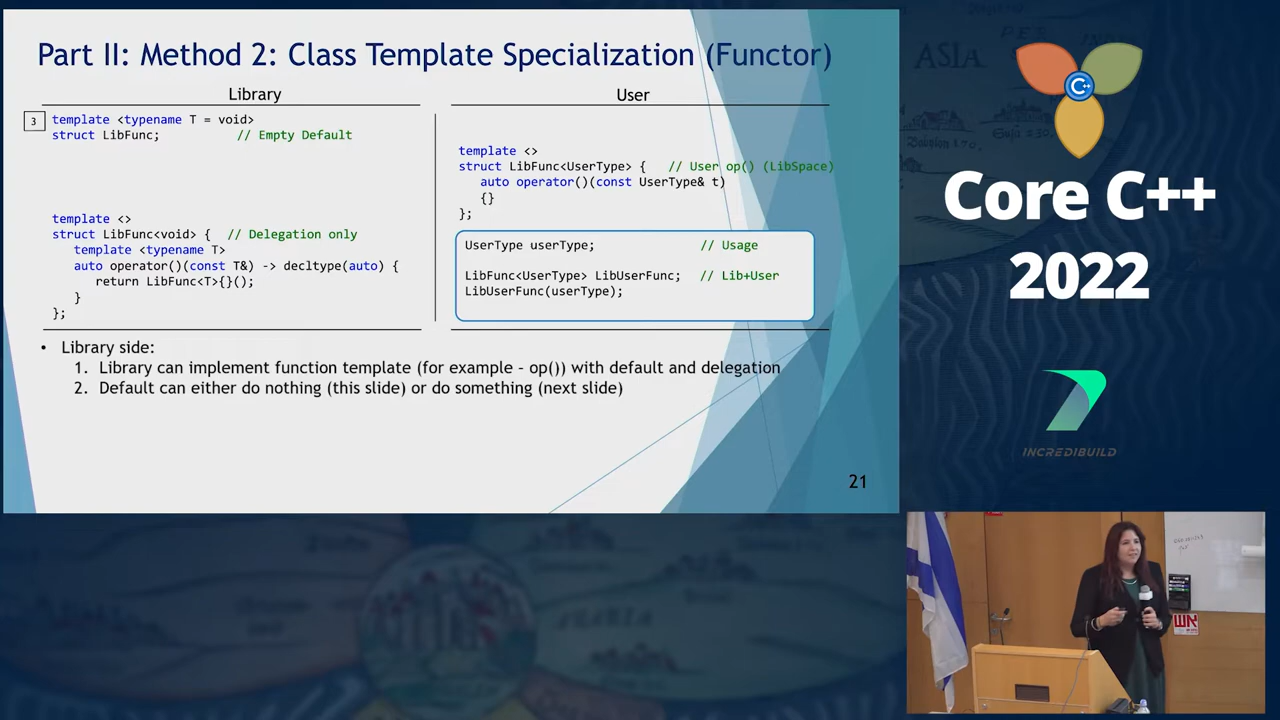 Part II: Method 2: Class Template Specialization (Functor)
Library
3
template <typename T = void>
struct LibFunc; // Empty Default
template <>
struct LibFunc<void> { // Delegation only
template <typename T>
auto operator()(const T&) -> decltype(auto) {
return LibFunc<T>{}();
}
};
User
template <>
struct LibFunc<UserType> { // User op() (LibSpace)
auto operator()(const UserType& t)
{}
};
UserType userType; // Usage
LibFunc<UserType> LibUserFunc; // Lib+User
LibUserFunc(userType);
• Library side:
1. Library can implement function template (for example – op()) with default and delegation
2. Default can either do nothing (this slide) or do something (next slide)
21
ASIA
C++
Core C++
2022
INCREDIBUILD
אש